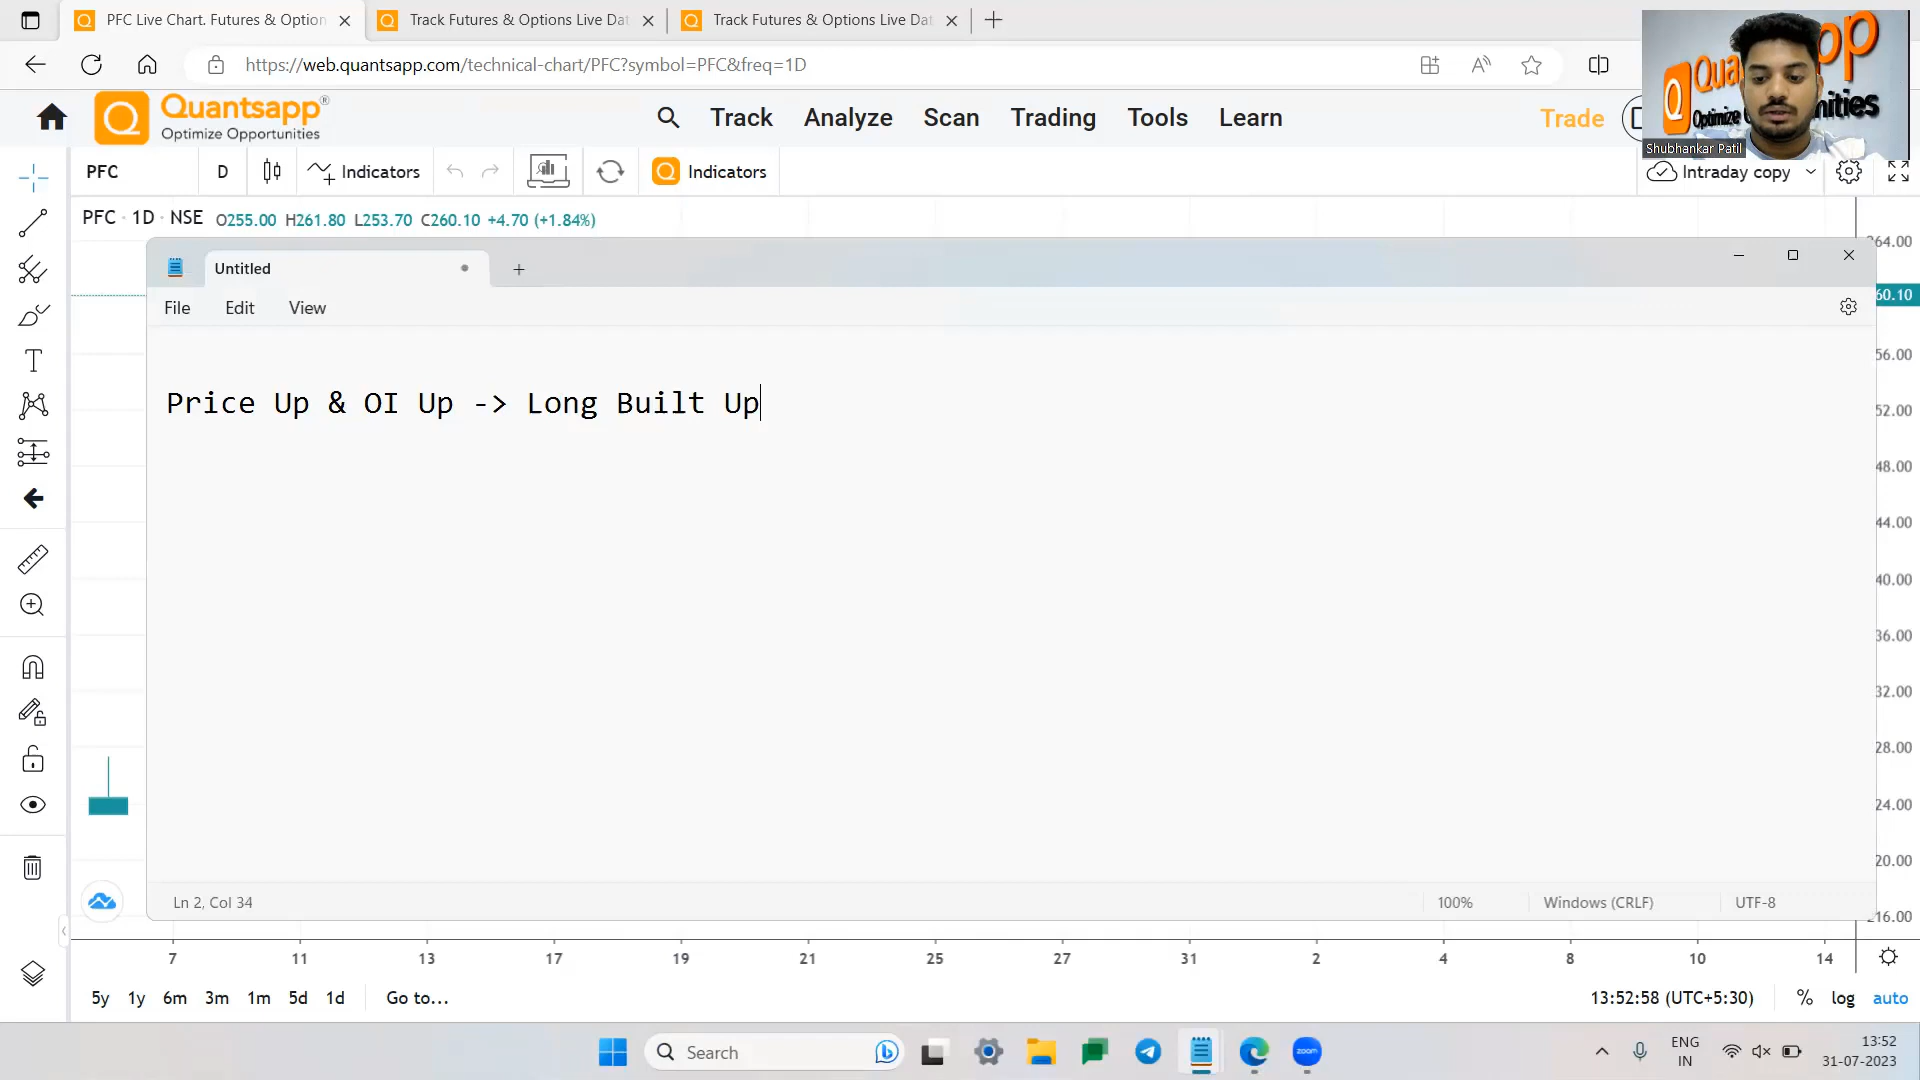 PFC Live Chart. Futures & Option
Track Futures & Options Live Dat
Track Futures & Options Live Dat
https://web.quantsapp.com/technical-chart/PFC?symbol=PFC&freq=1D
Quantsapp®
Optimize Opportunities
Track
Analyze
Scan
Trading
Tools
Learn
Trade
Shubhankar Patil
PFC
D
Indicators
Indicators
Intraday copy
PFC · 1D · NSE O255.00 H261.80 L253.70 C260.10 +4.70 (+1.84%)
Untitled
File Edit View
Price Up & OI Up -> Long Built Up
Ln 2, Col 34
100%
Windows (CRLF)
UTF-8
64.00
60.10
56.00
52.00
48.00
44.00
40.00
36.00
32.00
28.00
24.00
20.00
216.00
7 11 13 17 19 21 25 27 31 2 4 8 10 14
5y 1y 6m 3m 1m 5d 1d Go to...
13:52:58 (UTC+5:30) % log auto
Search
zoom
ENG
IN
13:52
31-07-2023